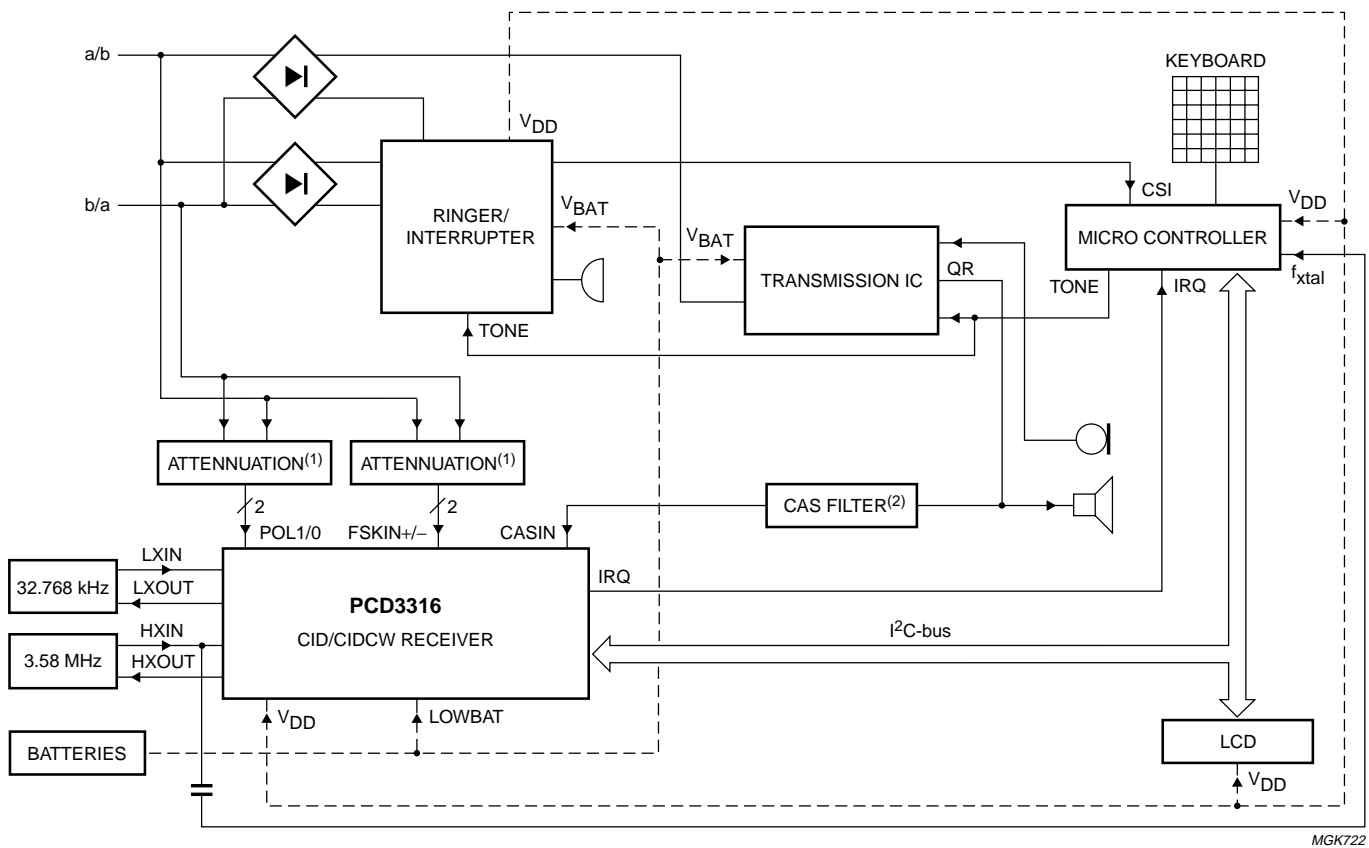 a/b
KEYBOARD
VDD
CSI
b/a
VBAT
RINGER/
INTERRUPTER
VBAT
VDD
MICRO CONTROLLER
TRANSMISSION IC
QR
fxtal
TONE
IRQ
TONE
ATTENNUATION(1)
ATTENNUATION(1)
2
2
CAS FILTER(2)
POL1/0
FSKIN+/−
CASIN
LXIN
32.768 kHz
LXOUT
IRQ
PCD3316
CID/CIDCW RECEIVER
HXIN
3.58 MHz
HXOUT
I2C-bus
VDD
LOWBAT
BATTERIES
LCD
VDD
MGK722